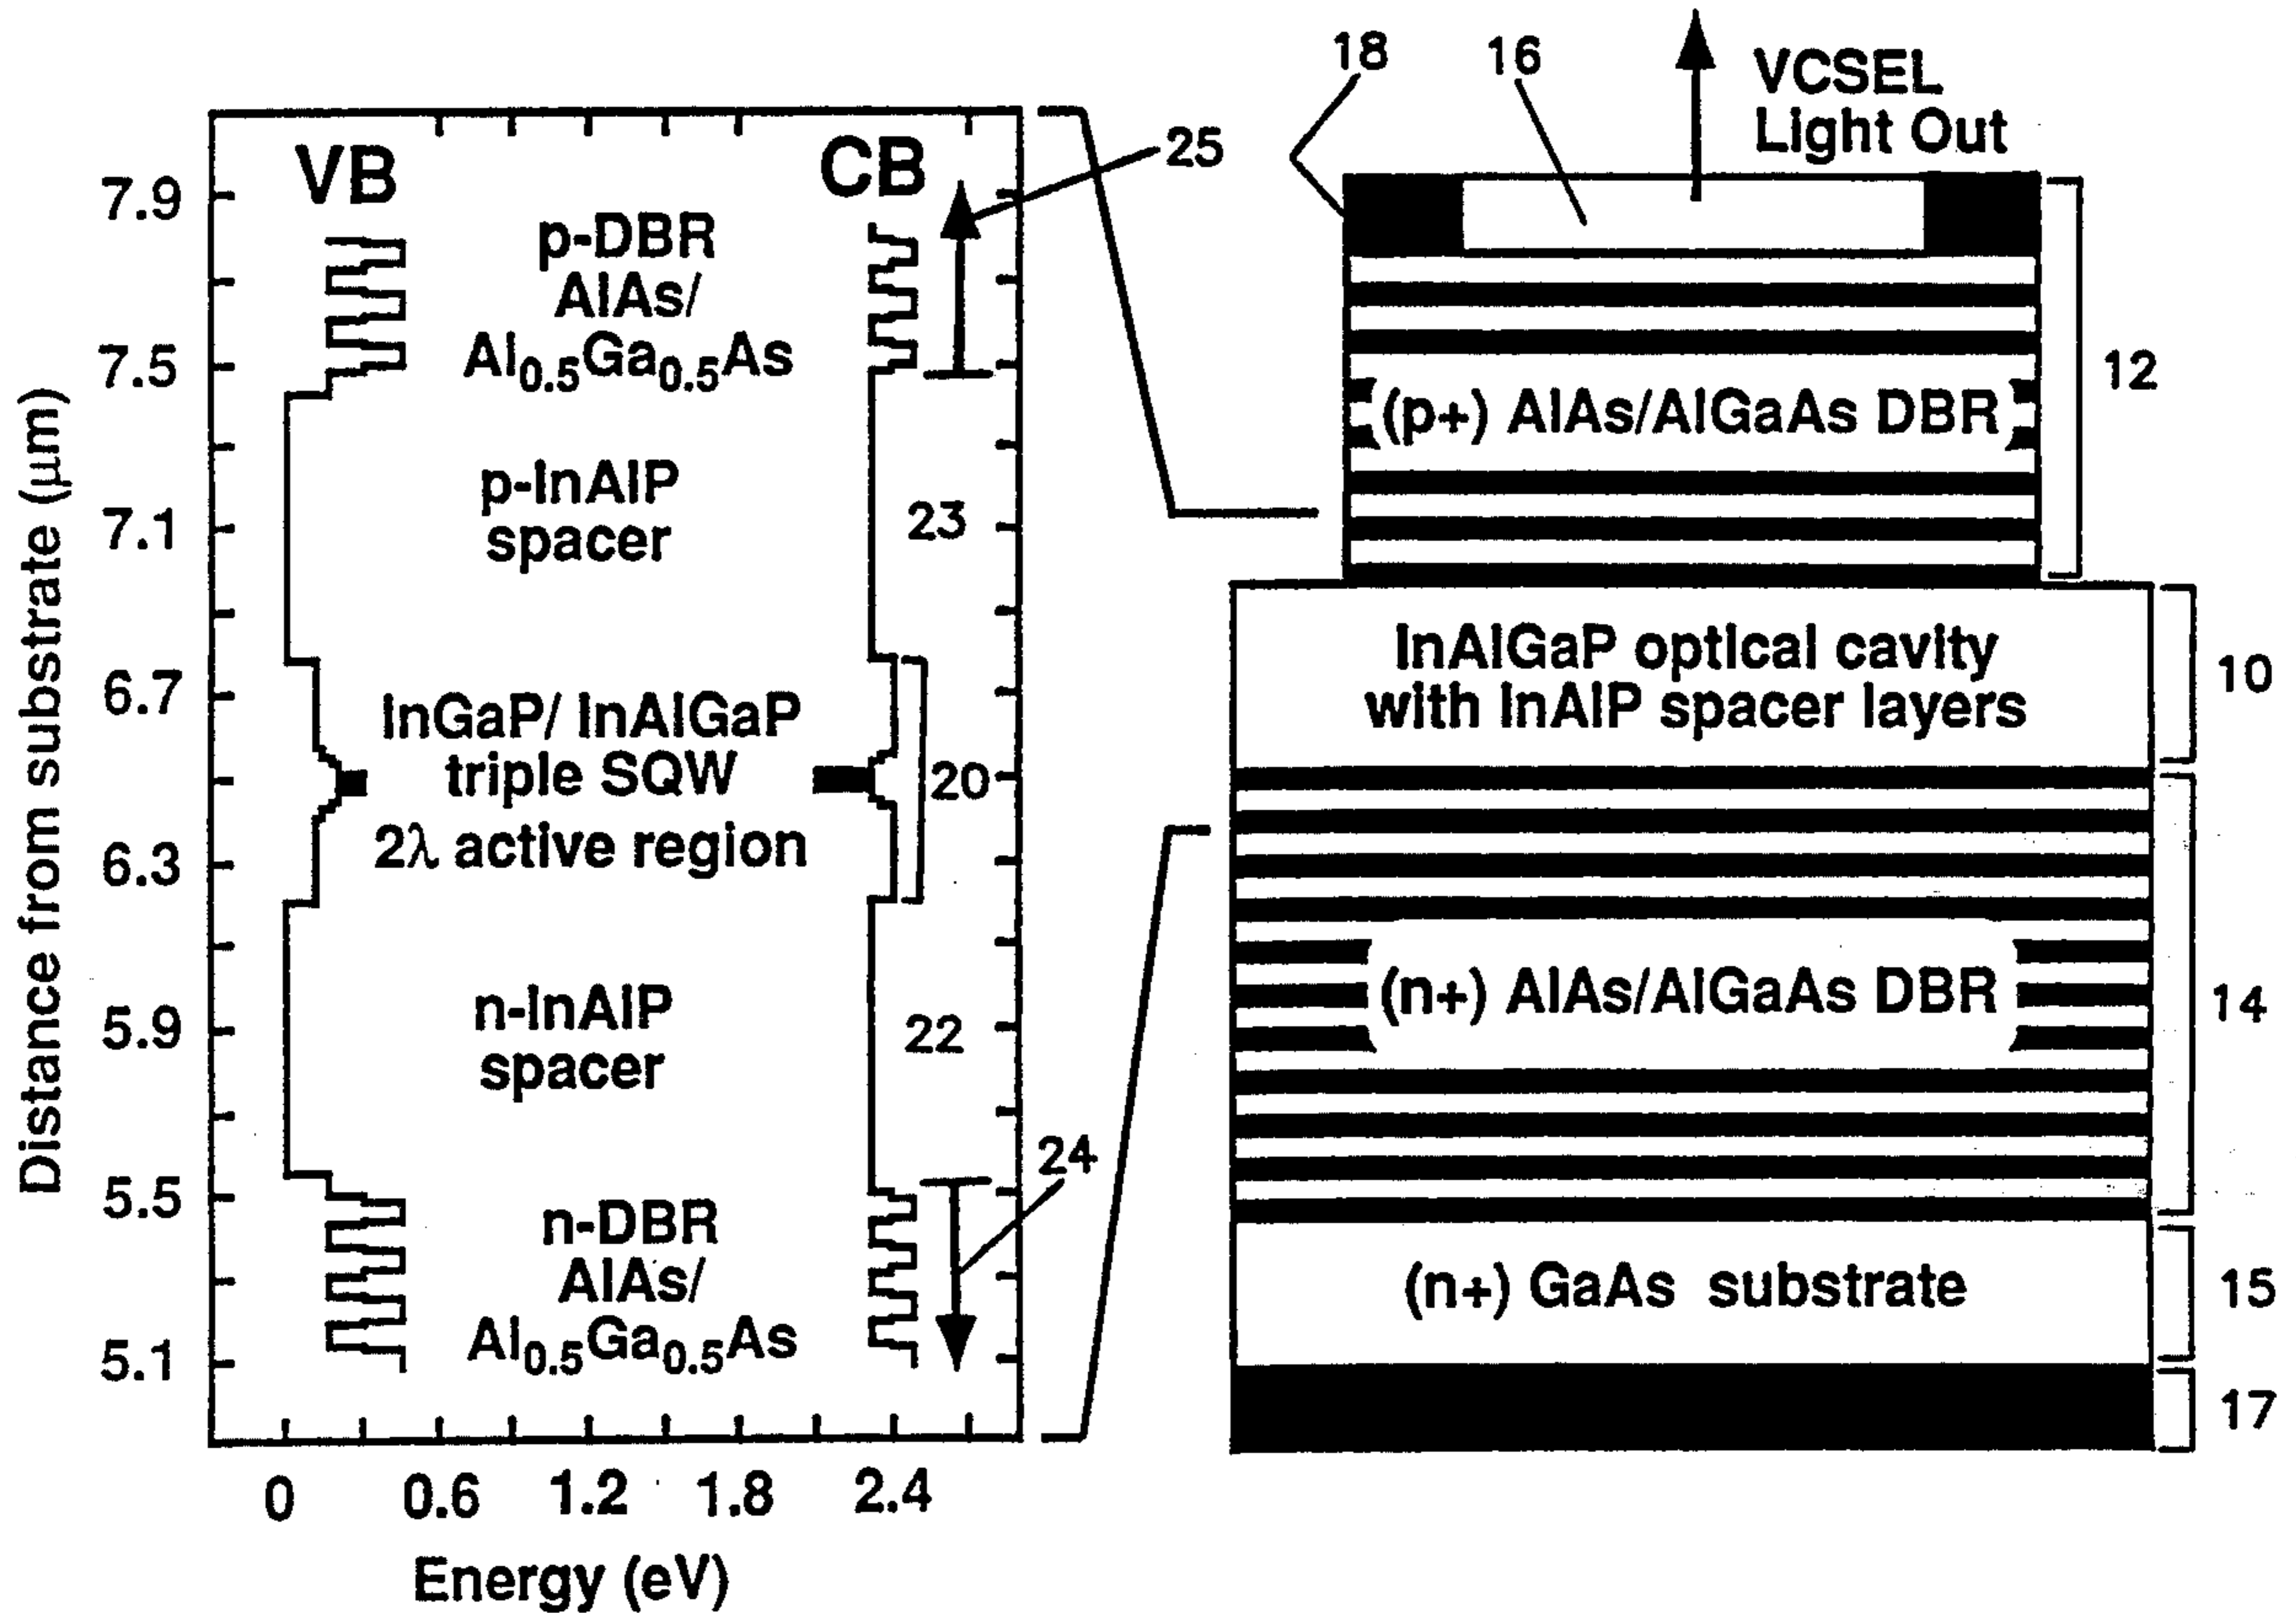 VB
CB
25
p-DBR
AlAs/
Al0.5Ga0.5As
p-InAlP
spacer
23
InGaP/ InAlGaP
triple SQW
2λ active region
20
n-InAlP
spacer
22
24
n-DBR
AlAs/
Al0.5Ga0.5As
Distance from substrate (μm)
7.9
7.5
7.1
6.7
6.3
5.9
5.5
5.1
0 0.6 1.2 1.8 2.4
Energy (eV)
18
16
VCSEL
Light Out
(p+) AlAs/AlGaAs DBR
12
InAlGaP optical cavity
with InAlP spacer layers
10
(n+) AlAs/AlGaAs DBR
14
(n+) GaAs substrate
15
17